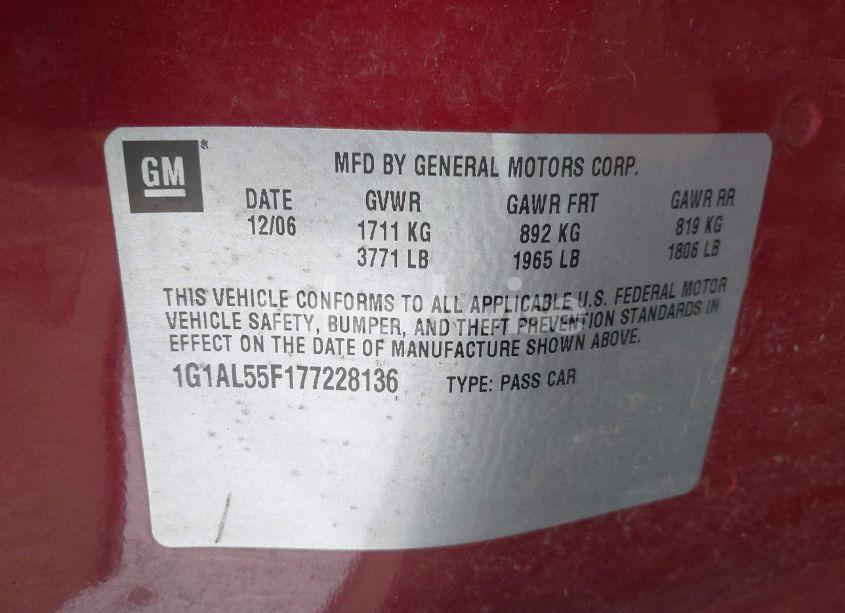 GM®
MFD BY GENERAL MOTORS CORP.
DATE GVWR GAWR FRT GAWR RR
12/06 1711 KG 892 KG 819 KG
3771 LB 1965 LB 1806 LB
THIS VEHICLE CONFORMS TO ALL APPLICABLE U.S. FEDERAL MOTOR
VEHICLE SAFETY, BUMPER, AND THEFT PREVENTION STANDARDS IN
EFFECT ON THE DATE OF MANUFACTURE SHOWN ABOVE.
1G1AL55F177228136 TYPE: PASS CAR